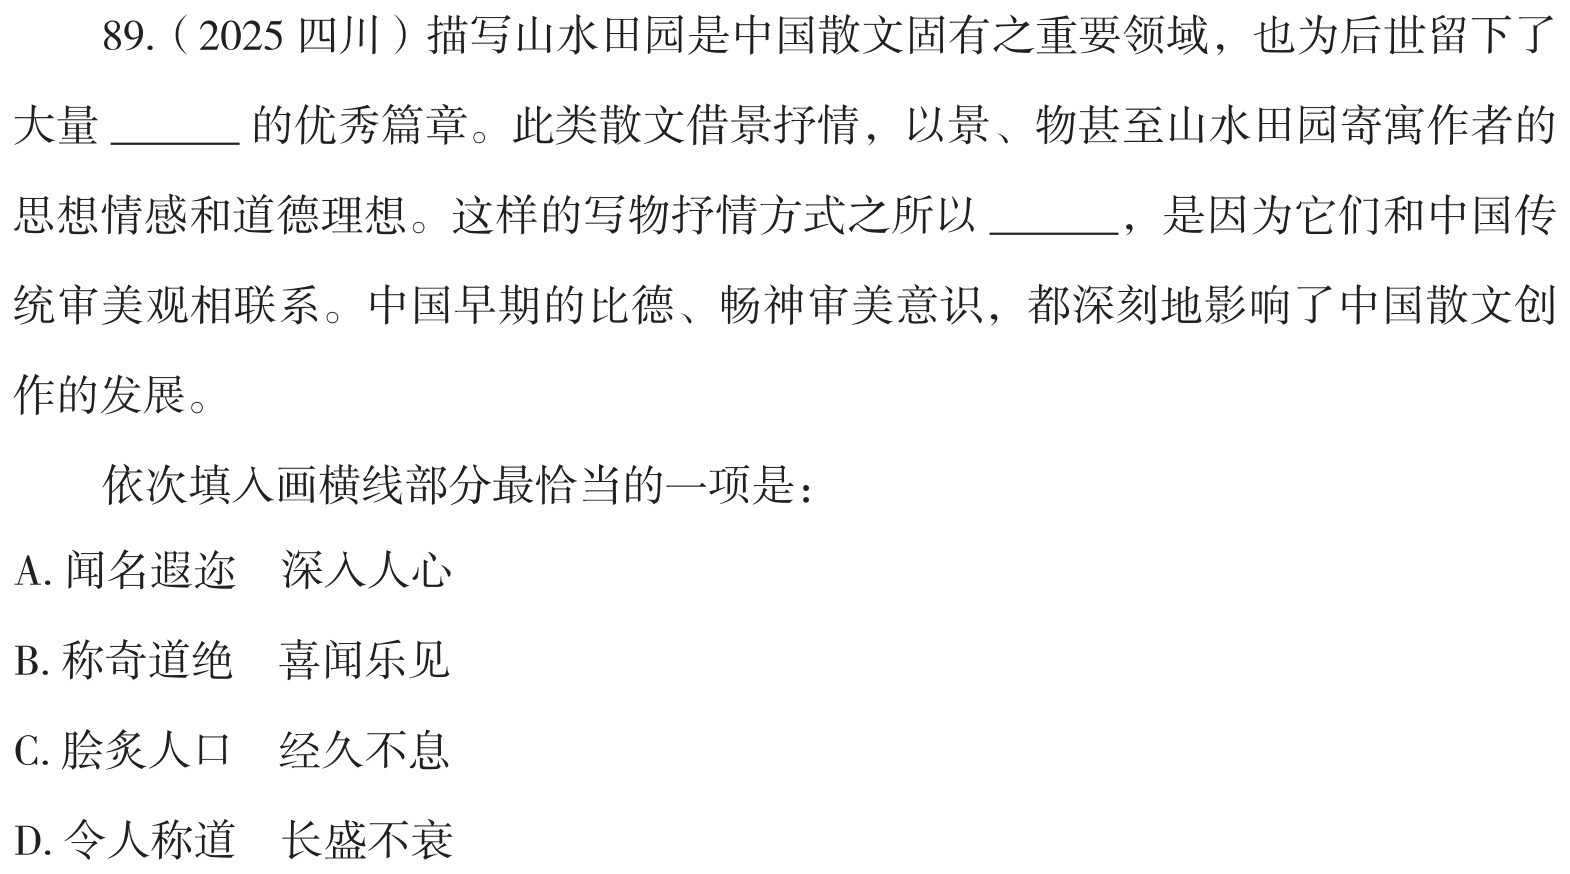 89.（2025 四川）描写山水田园是中国散文固有之重要领域，也为后世留下了
大量 ______ 的优秀篇章。此类散文借景抒情，以景、物甚至山水田园寄寓作者的
思想情感和道德理想。这样的写物抒情方式之所以 ______，是因为它们和中国传
统审美观相联系。中国早期的比德、畅神审美意识，都深刻地影响了中国散文创
作的发展。
依次填入画横线部分最恰当的一项是：
A. 闻名遐迩　深入人心
B. 称奇道绝　喜闻乐见
C. 脍炙人口　经久不息
D. 令人称道　长盛不衰